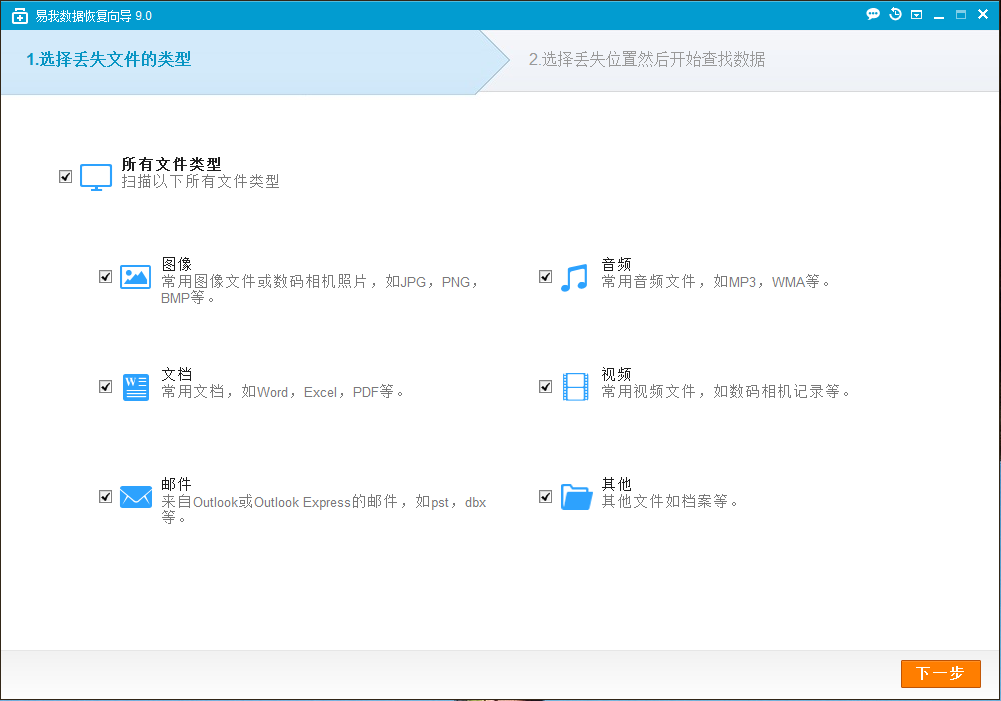 易我数据恢复向导 9.0
1.选择丢失文件的类型
2.选择丢失位置然后开始查找数据
所有文件类型
扫描以下所有文件类型
图像
常用图像文件或数码相机照片，如JPG，PNG，
BMP等。
音频
常用音频文件，如MP3，WMA等。
文档
常用文档，如Word，Excel，PDF等。
视频
常用视频文件，如数码相机记录等。
邮件
来自Outlook或Outlook Express的邮件，如pst，dbx
等。
其他
其他文件如档案等。
下一步